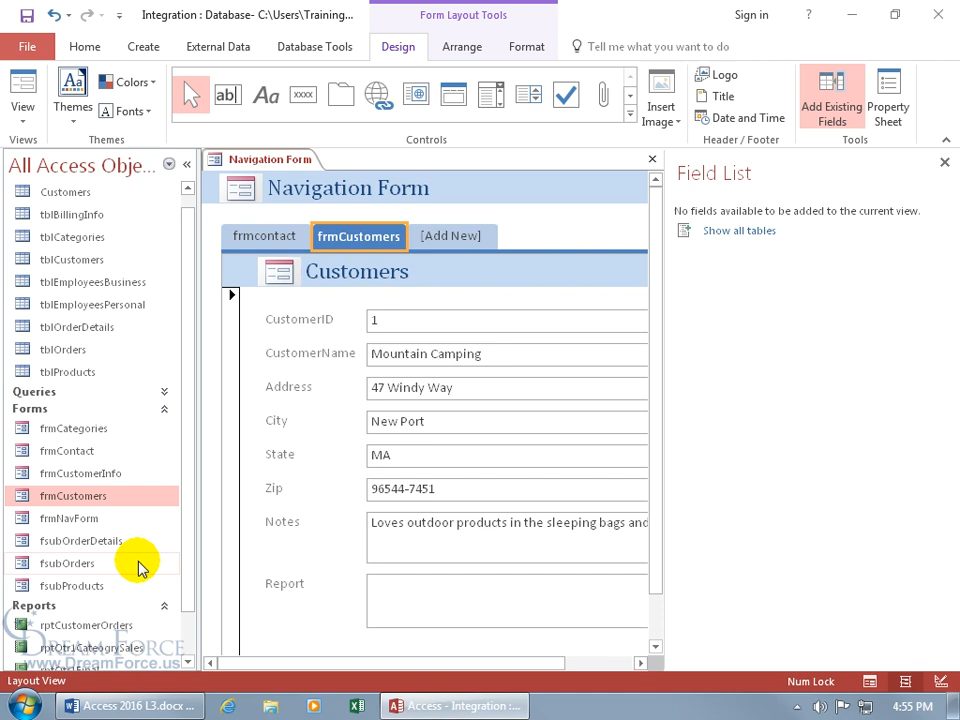 Integration : Database- C:\Users\Training...
Form Layout Tools
Sign in
?
File
Home
Create
External Data
Database Tools
Design
Arrange
Format
Tell me what you want to do
View
Views
Aa
Themes
Colors
Fonts
Themes
ab|
Aa
xxxx
Controls
Insert
Image
Logo
Title
Date and Time
Header / Footer
Add Existing
Fields
Property
Sheet
Tools
All Access Obje...
Customers
tblBillingInfo
tblCategories
tblCustomers
tblEmployeesBusiness
tblEmployeesPersonal
tblOrderDetails
tblOrders
tblProducts
Queries
Forms
frmCategories
frmContact
frmCustomerInfo
frmCustomers
frmNavForm
fsubOrderDetails
fsubOrders
fsubProducts
Reports
rptCustomerOrders
rptQtr1CateogrySales
rptQtr1Final
DREAM FORCE
www.DreamForce.us
Navigation Form
Navigation Form
frmcontact
frmCustomers
[Add New]
Customers
CustomerID 1
CustomerName Mountain Camping
Address 47 Windy Way
City New Port
State MA
Zip 96544-7451
Notes Loves outdoor products in the sleeping bags and
Report
Field List
No fields available to be added to the current view.
Show all tables
Layout View
Num Lock
Access 2016 L3.docx ...
Access - Integration :...
4:55 PM